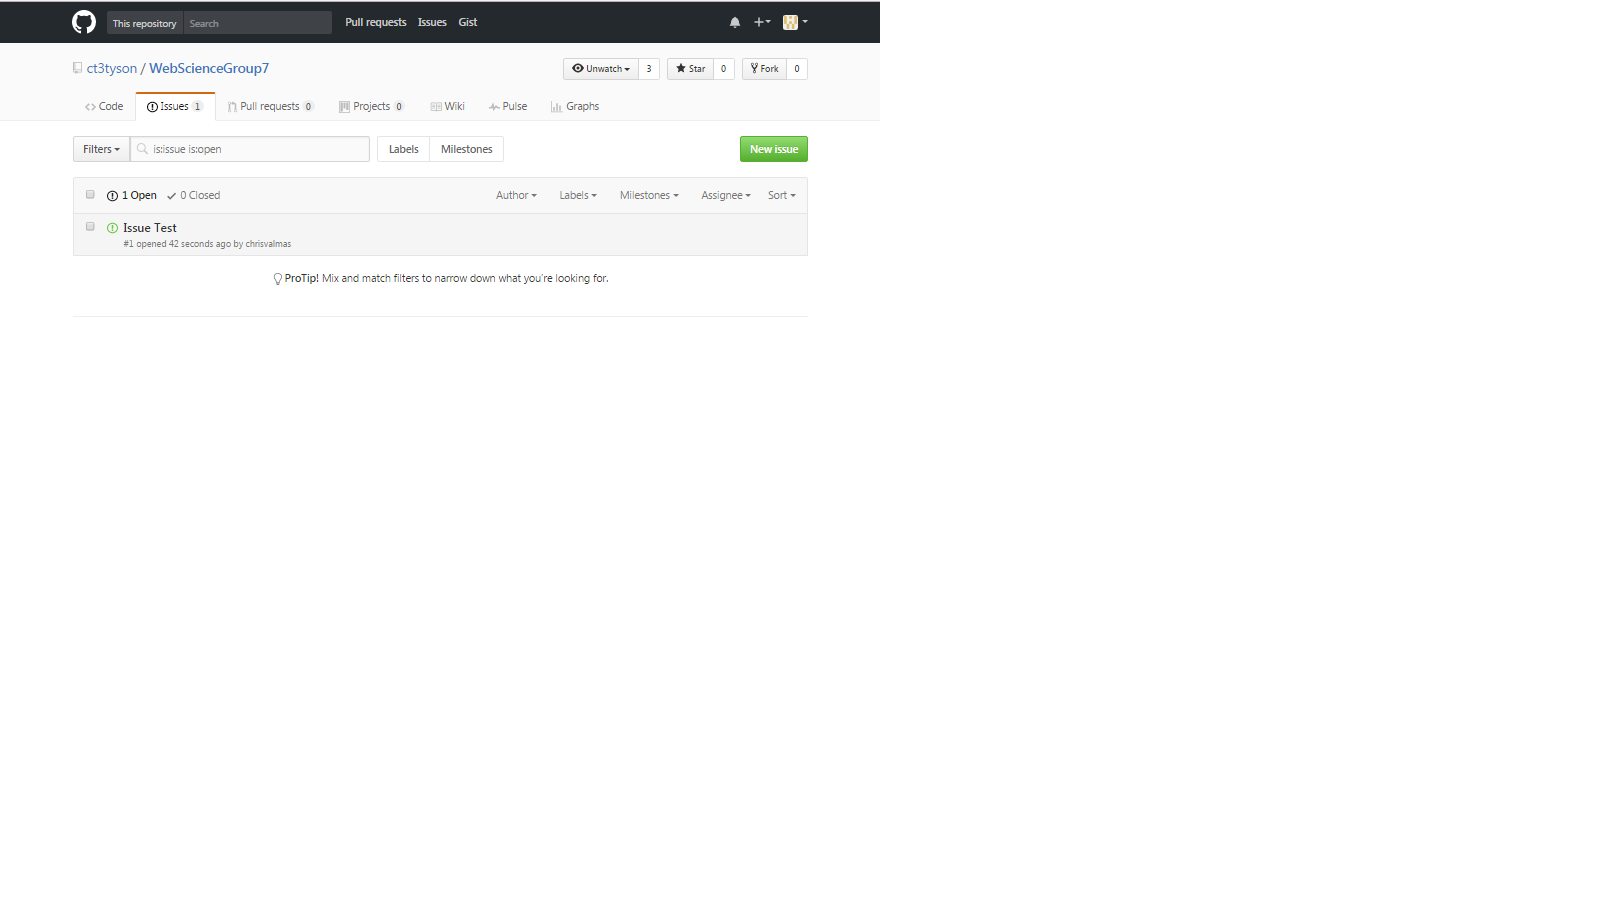 This repository Search Pull requests Issues Gist
ct3tyson / WebScienceGroup7 Unwatch 3 Star 0 Fork 0
Code Issues 1 Pull requests 0 Projects 0 Wiki Pulse Graphs
Filters is:issue is:open Labels Milestones New issue
1 Open 0 Closed Author Labels Milestones Assignee Sort
Issue Test
#1 opened 42 seconds ago by chrisvalmas
ProTip! Mix and match filters to narrow down what you're looking for.